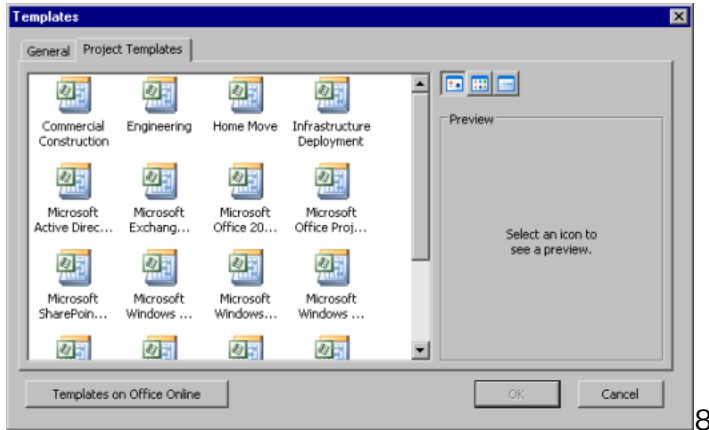 Templates
General Project Templates
Commercial Construction
Engineering
Home Move
Infrastructure Deployment
Microsoft Active Direc...
Microsoft Exchang...
Microsoft Office 20...
Microsoft Office Proj...
Microsoft SharePoin...
Microsoft Windows ...
Microsoft Windows...
Microsoft Windows ...
Preview
Select an icon to
see a preview.
Templates on Office Online
OK
Cancel
8